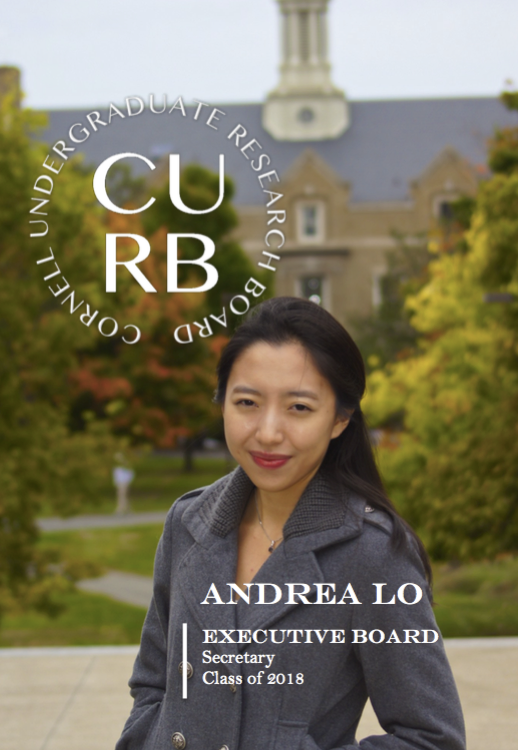 CORNELL UNDERGRADUATE RESEARCH BOARD
CU
RB
ANDREA LO
EXECUTIVE BOARD
Secretary
Class of 2018